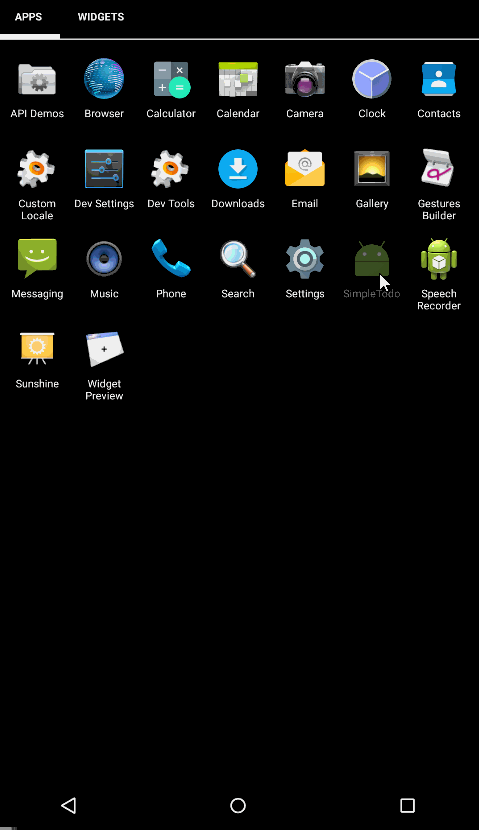 APPS WIDGETS
API Demos Browser Calculator Calendar Camera Clock Contacts
Custom Locale Dev Settings Dev Tools Downloads Email Gallery Gestures Builder
Messaging Music Phone Search Settings SimpleTodo Speech Recorder
Sunshine Widget Preview